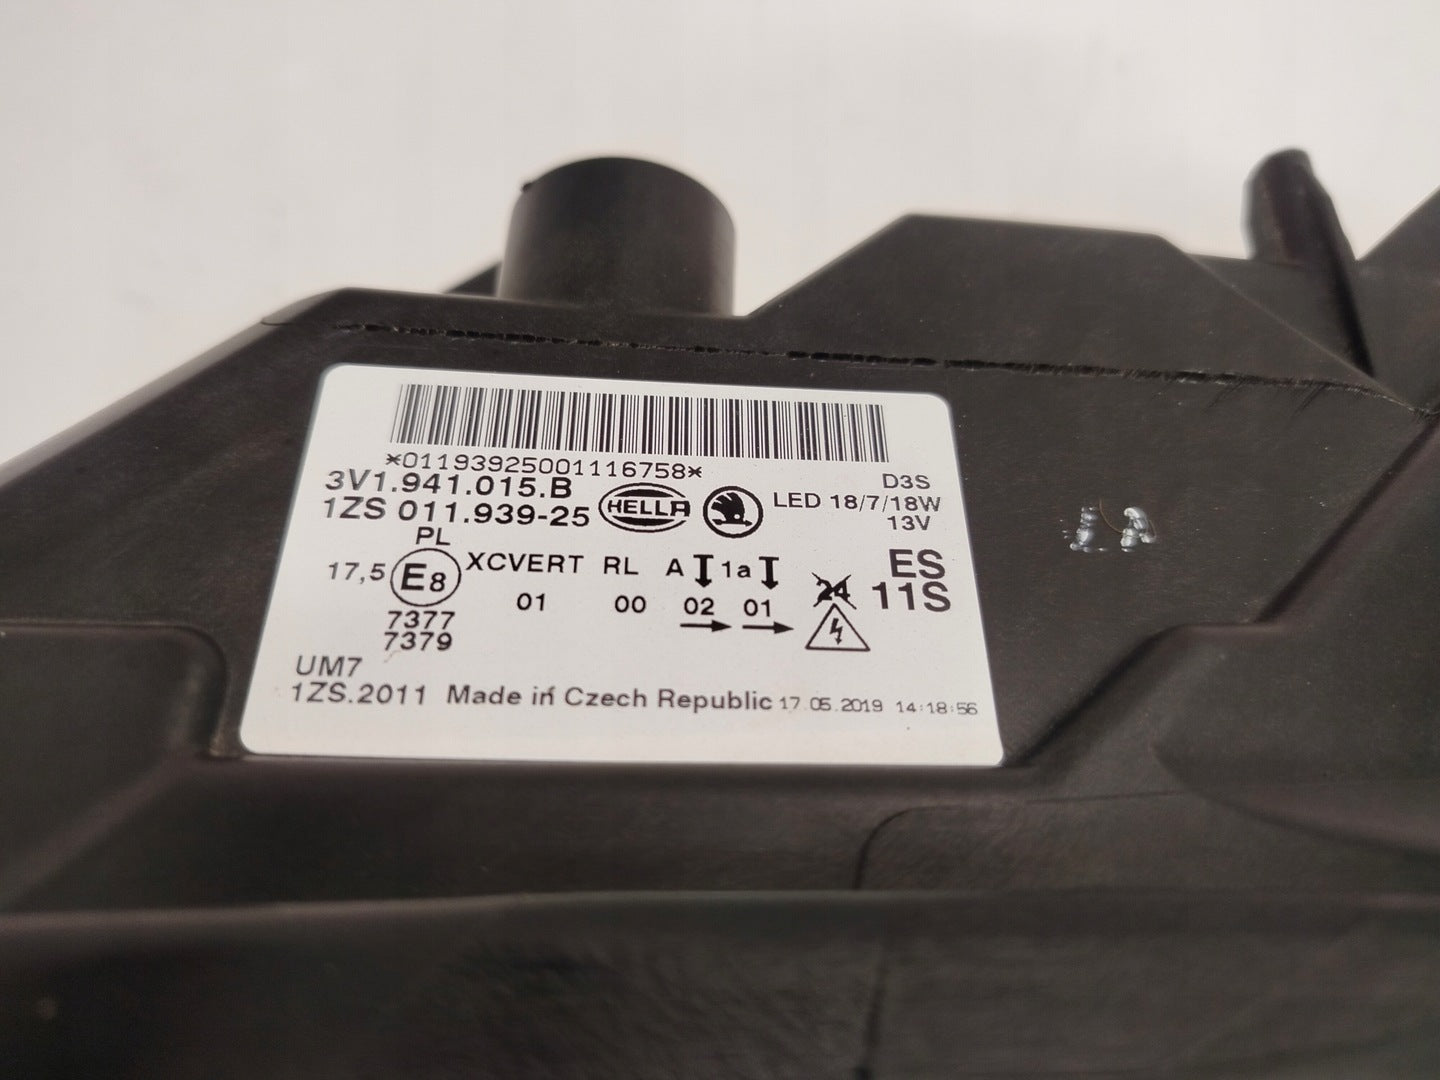 *01193925001116758*
3V1.941.015.B
1ZS 011.939-25
HELLA
D3S
LED 18/7/18W
13V
PL
17,5 E8 XCVERT RL A 1a
01 00 02 01
7377
7379
24
ES
11S
UM7
1ZS.2011 Made in Czech Republic 17.05.2019 14:18:56